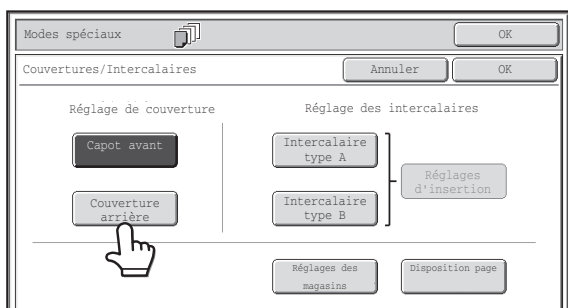 Modes spéciaux
OK
Couvertures/Intercalaires
Annuler
OK
Réglage de couverture
Réglage des intercalaires
Capot avant
Intercalaire
type A
Réglages
d'insertion
Couverture
arrière
Intercalaire
type B
Réglages des
magasins
Disposition page